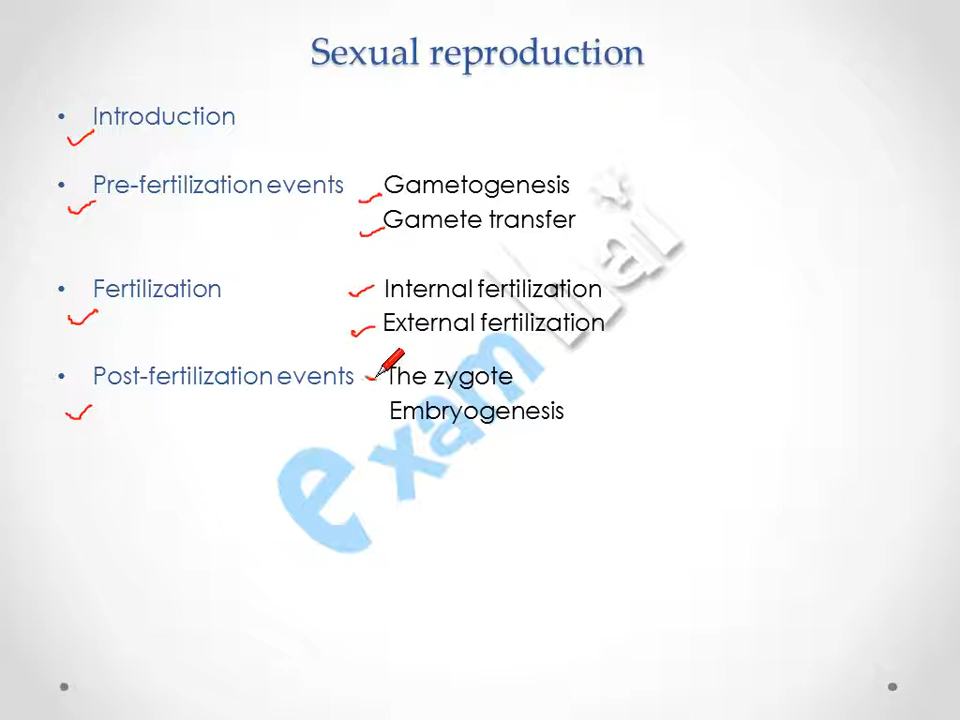 Sexual reproduction
• Introduction
• Pre-fertilization events Gametogenesis
Gamete transfer
• Fertilization Internal fertilization
External fertilization
• Post-fertilization events The zygote
Embryogenesis
examHai